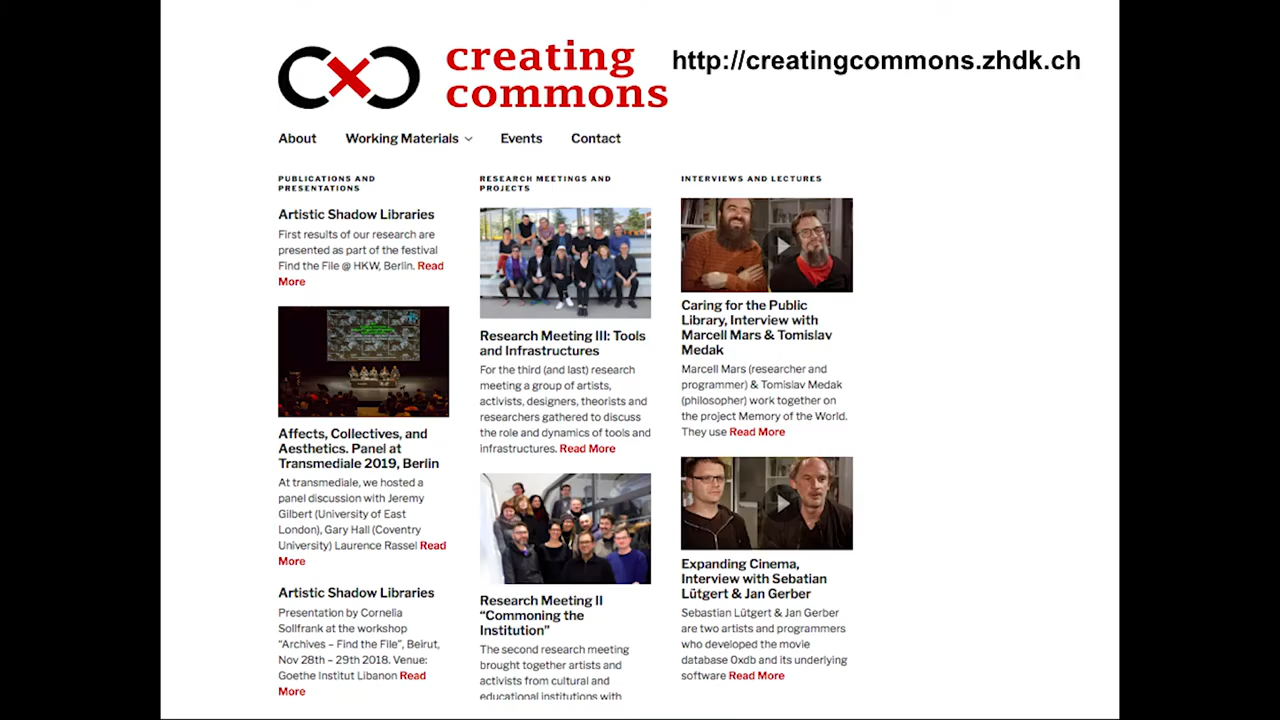 creating
commons
http://creatingcommons.zhdk.ch
About
Working Materials
Events
Contact
PUBLICATIONS AND
PRESENTATIONS
Artistic Shadow Libraries
First results of our research are
presented as part of the festival
Find the File @ HKW, Berlin. Read
More
Affects, Collectives, and
Aesthetics. Panel at
Transmediale 2019, Berlin
At transmediale, we hosted a
panel discussion with Jeremy
Gilbert (University of East
London), Gary Hall (Coventry
University) Laurence Rassel Read
More
Artistic Shadow Libraries
Presentation by Cornelia
Sollfrank at the workshop
“Archives – Find the File”, Beirut,
Nov 28th – 29th 2018. Venue:
Goethe Institut Libanon Read
More
RESEARCH MEETINGS AND
PROJECTS
Research Meeting III: Tools
and Infrastructures
For the third (and last) research
meeting a group of artists,
activists, designers, theorists and
researchers gathered to discuss
the role and dynamics of tools and
infrastructures. Read More
Research Meeting II
“Commoning the
Institution”
The second research meeting
brought together artists and
activists from cultural and
educational institutions with
INTERVIEWS AND LECTURES
Caring for the Public
Library, Interview with
Marcell Mars & Tomislav
Medak
Marcell Mars (researcher and
programmer) & Tomislav Medak
(philosopher) work together on
the project Memory of the World.
They use Read More
Expanding Cinema,
Interview with Sebatian
Lütgert & Jan Gerber
Sebastian Lütgert & Jan Gerber
are two artists and programmers
who developed the movie
database 0xdb and its underlying
software Read More